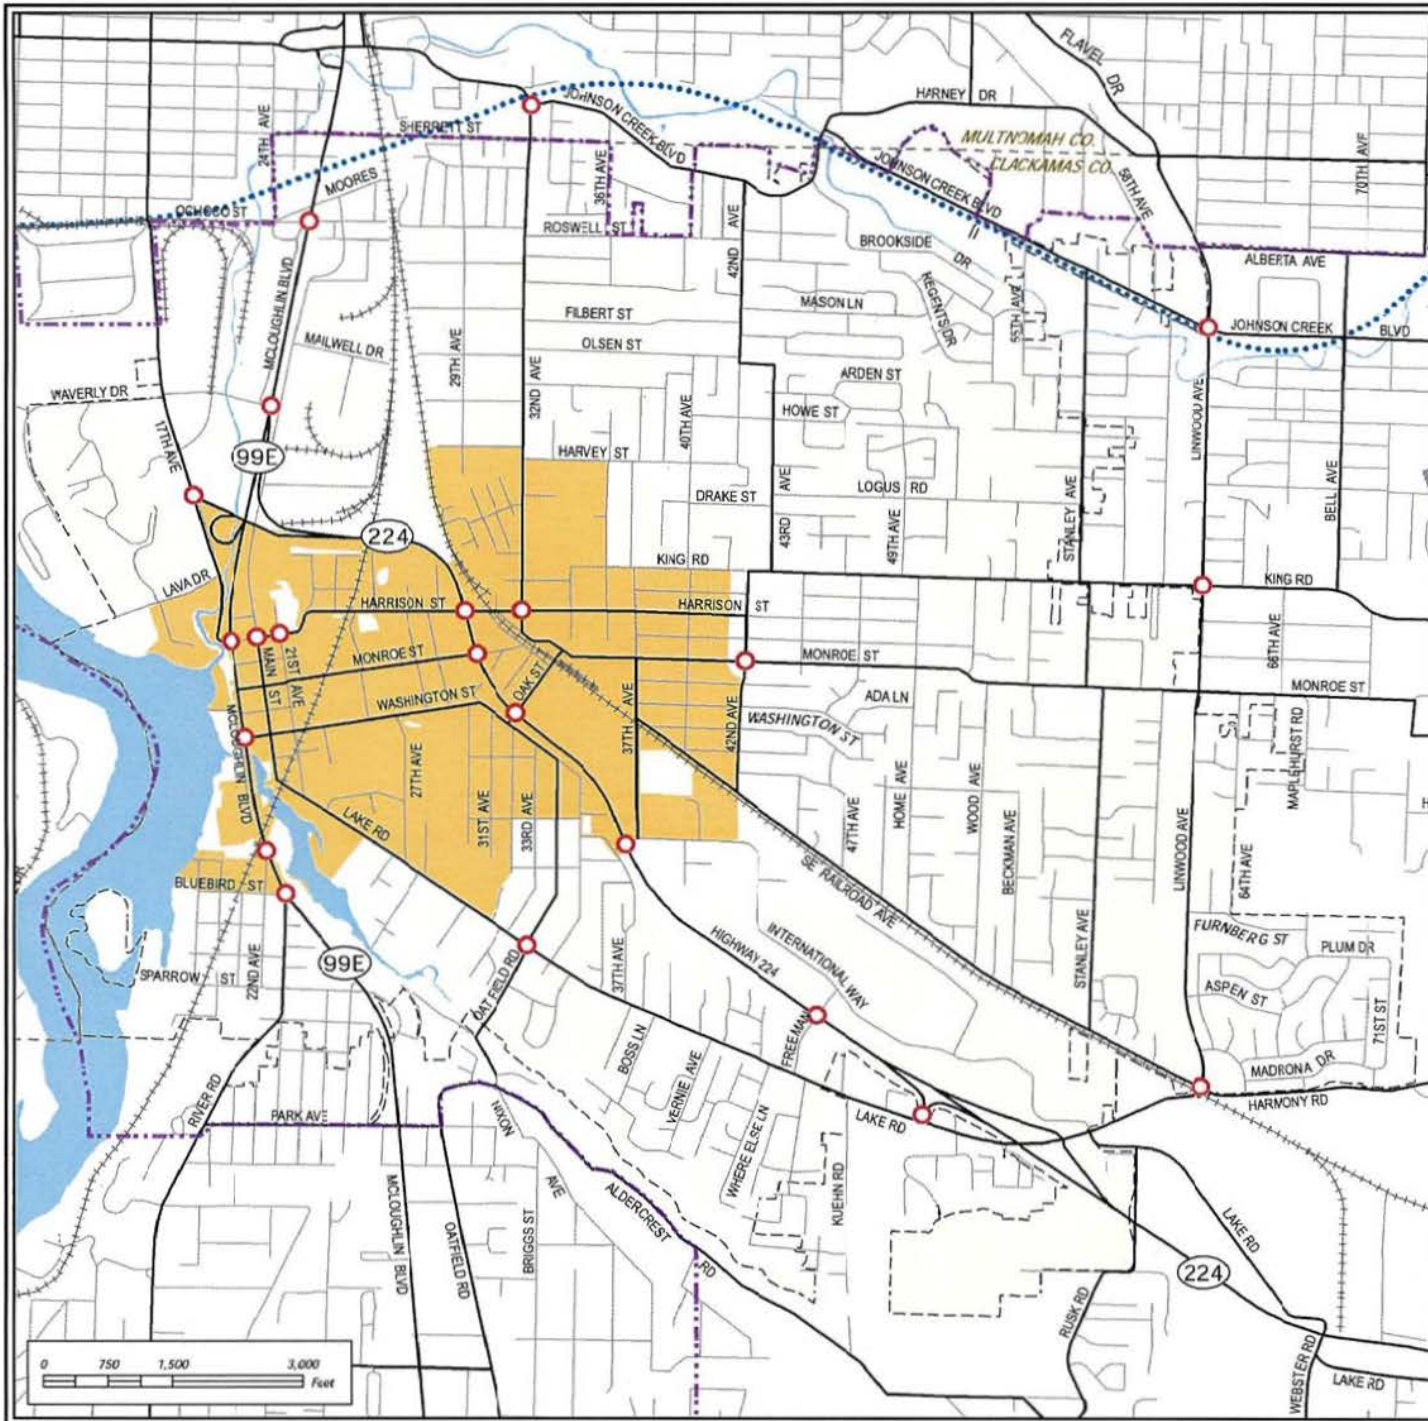 FLAVEL DR
HARNEY DR
JOHNSON CREEK BLVD
SHERRETT ST
24TH AVE
MULTNOMAH CO.
CLACKAMAS CO.
70TH AVE
36TH AVE
JOHNSON CREEK BLVD
58TH AVE
MOORES
OCHOCO ST
ROSWELL ST
42ND AVE
BROOKSIDE DR
ALBERTA AVE
REGENTS DR
55TH AVE
MASON LN
MCLOUGHLIN BLVD
FILBERT ST
JOHNSON CREEK BLVD
OLSEN ST
MAILWELL DR
29TH AVE
32ND AVE
ARDEN ST
WAVERLY DR
LINWOOD AVE
HOWE ST
40TH AVE
17TH AVE
HARVEY ST
99E
43RD AVE
DRAKE ST
LOGUS RD
BELL AVE
STANLEY AVE
49TH AVE
224
KING RD
LAVA DR
KING RD
HARRISON ST
HARRISON ST
66TH AVE
MONROE ST
MONROE ST
21ST AVE
MAIN ST
OAK ST
MONROE ST
WASHINGTON ST
37TH AVE
42ND AVE
ADA LN
WASHINGTON ST
MAPLEHURST RD
MCLOUGHLIN BLVD
27TH AVE
HOME AVE
WOOD AVE
LAKE RD
31ST AVE
33RD AVE
47TH AVE
BECKMAN AVE
LINWOOD AVE
64TH AVE
BLUEBIRD ST
SE RAILROAD AVE
FURNBERG ST
PLUM DR
HIGHWAY 224
INTERNATIONAL WAY
STANLEY AVE
22ND AVE
99E
37TH AVE
SPARROW ST
OATFIELD RD
ASPEN ST
71ST ST
FREEMAN
BOSS LN
VERNIE AVE
MADRONA DR
RIVER RD
PARK AVE
NIXON AVE
LAKE RD
HARMONY RD
WHERE ELSE LN
KUEHN RD
MCLOUGHLIN BLVD
OATFIELD RD
BRIGGS ST
ALDERCREST RD
LAKE RD
224
RUSK RD
WEBSTER RD
LAKE RD
0 750 1,500 3,000
Feet